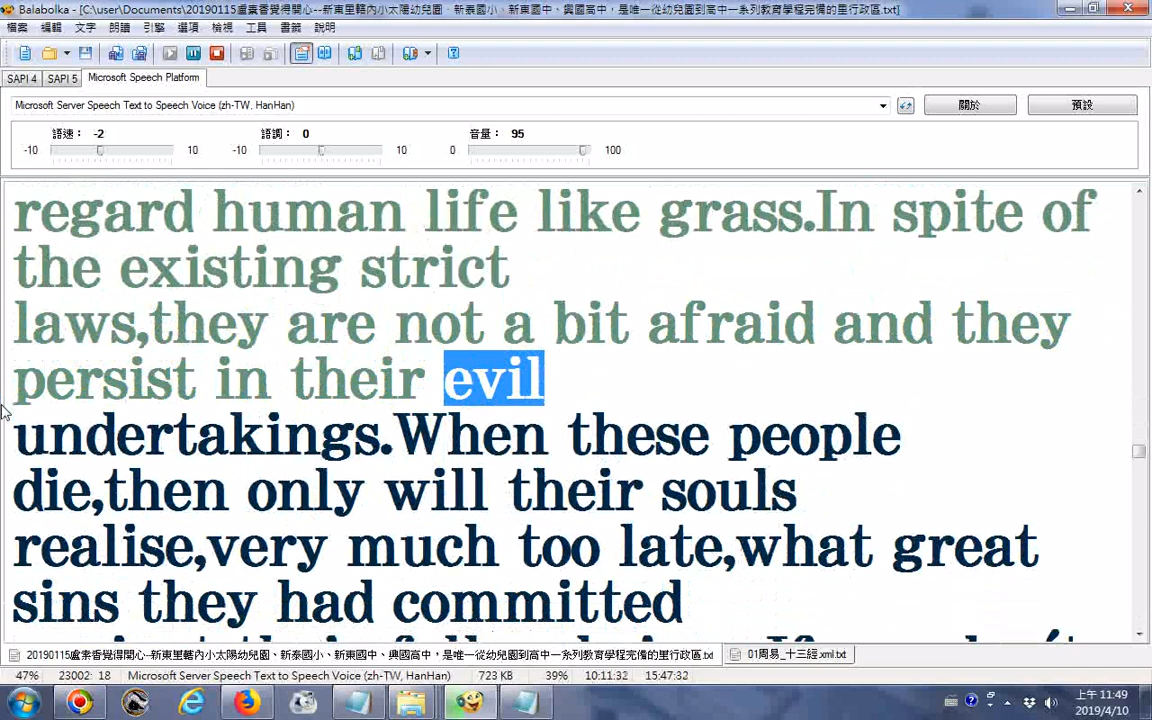 Balabolka - [C:\user\Documents\20190115盧素香覺得開心--新東里轄內小太陽幼兒園、新泰國小、新東國中、興國高中，是唯一從幼兒園到高中一系列教育學程完備的里行政區.txt]
檔案 編輯 文字 朗讀 引擎 選項 檢視 工具 書籤 說明
SAPI 4 SAPI 5 Microsoft Speech Platform
Microsoft Server Speech Text to Speech Voice (zh-TW, HanHan) 關於 預設
語速： -2 語調： 0 音量： 95
-10 10 -10 10 0 100
regard human life like grass.In spite of
the existing strict
laws,they are not a bit afraid and they
persist in their evil
undertakings.When these people
die,then only will their souls
realise,very much too late,what great
sins they had committed
20190115盧素香覺得開心--新東里轄內小太陽幼兒園、新泰國小、新東國中、興國高中，是唯一從幼兒園到高中一系列教育學程完備的里行政區.txt 01周易_十三經.xml.txt
47% 23002: 18 Microsoft Server Speech Text to Speech Voice (zh-TW, HanHan) 723 KB 39% 10:11:32 15:47:32
上午 11:49
2019/4/10